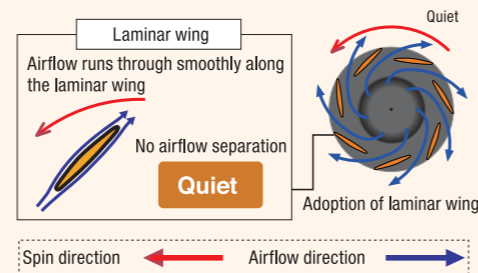 Laminar wing
Airflow runs through smoothly along
the laminar wing
No airflow separation
Quiet
Quiet
Adoption of laminar wing
Spin direction
Airflow direction